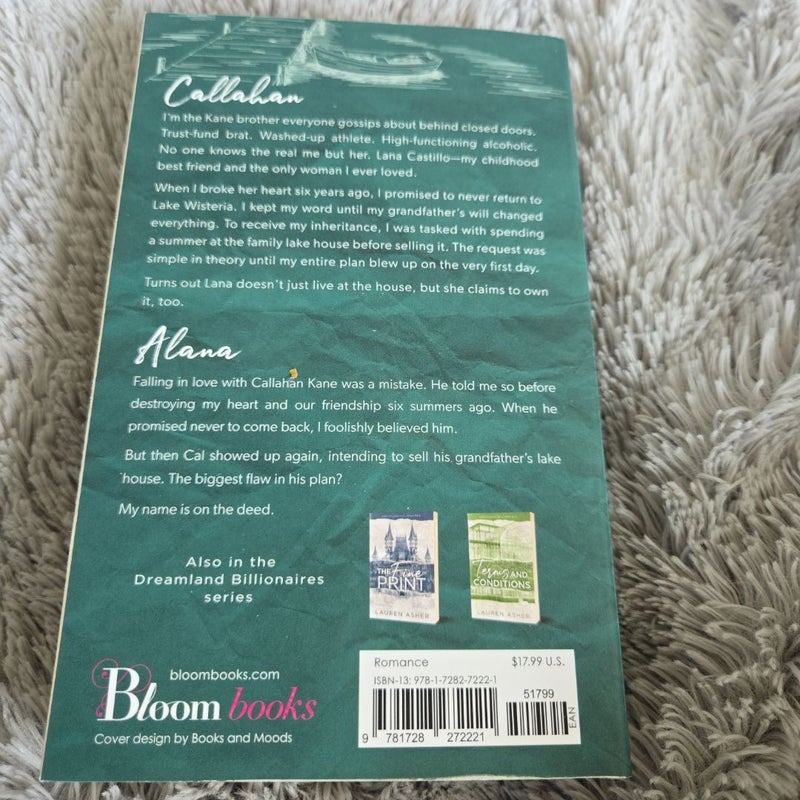 Callahan
I'm the Kane brother everyone gossips about behind closed doors.
Trust-fund brat. Washed-up athlete. High-functioning alcoholic.
No one knows the real me but her. Lana Castillo—my childhood
best friend and the only woman I ever loved.
When I broke her heart six years ago, I promised to never return to
Lake Wisteria. I kept my word until my grandfather's will changed
everything. To receive my inheritance, I was tasked with spending
a summer at the family lake house before selling it. The request was
simple in theory until my entire plan blew up on the very first day.
Turns out Lana doesn't just live at the house, but she claims to own
it, too.
Alana
Falling in love with Callahan Kane was a mistake. He told me so before
destroying my heart and our friendship six summers ago. When he
promised never to come back, I foolishly believed him.
But then Cal showed up again, intending to sell his grandfather's lake
house. The biggest flaw in his plan?
My name is on the deed.
Also in the
Dreamland Billionaires
series
THE Fine
PRINT
LAUREN ASHER
Terms AND
CONDITIONS
LAUREN ASHER
bloombooks.com
Bloom books
Cover design by Books and Moods
Romance $17.99 U.S.
ISBN-13: 978-1-7282-7222-1
51799
EAN
9 781728 272221